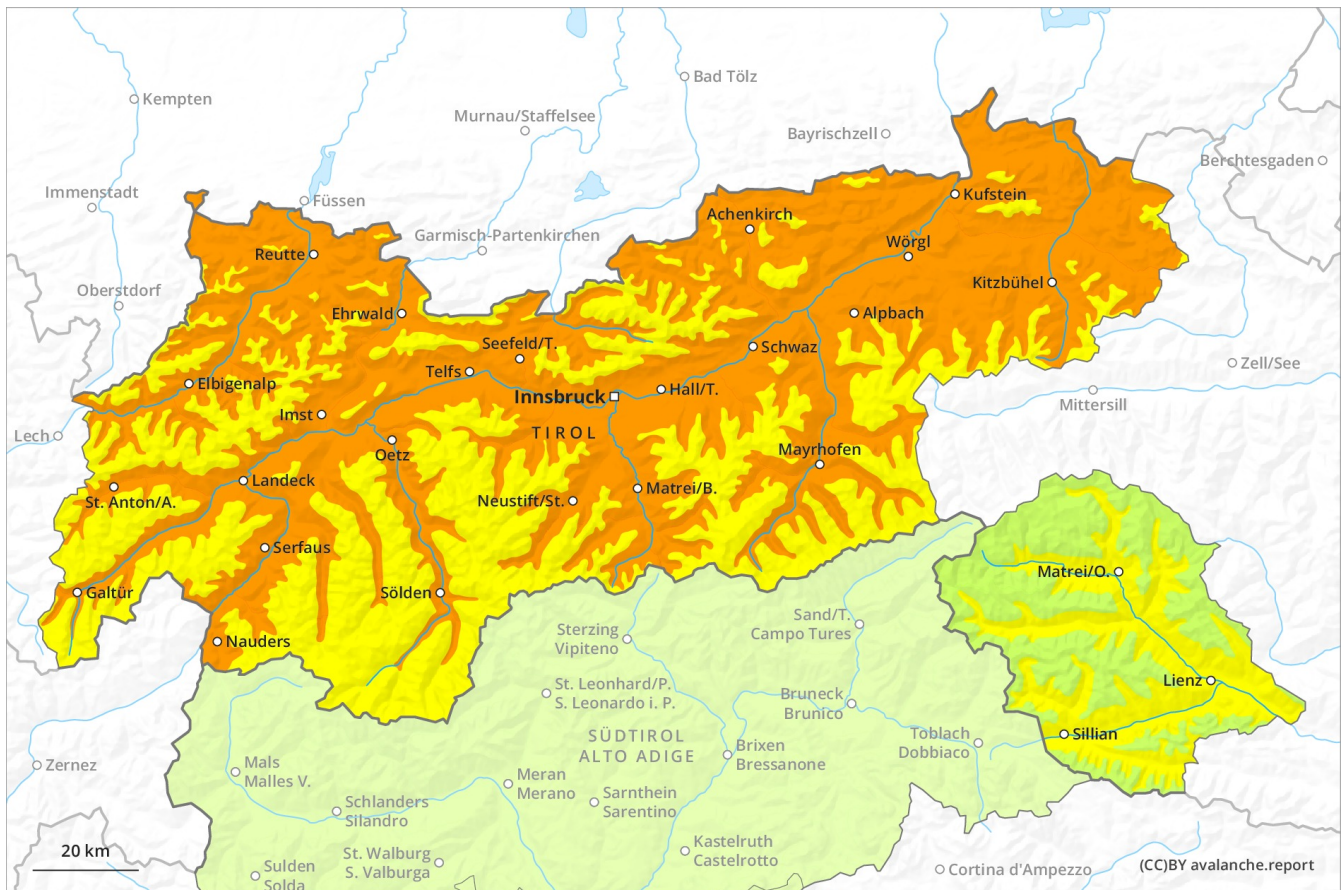 Bad Tölz
Kempten
Murnau/Staffelsee
Bayrischzell
Berchtesgaden
Immenstadt
Füssen
Kufstein
Achenkirch
Garmisch-Partenkirchen
Wörgl
Reutte
Oberstdorf
Kitzbühel
Ehrwald
Alpbach
Seefeld/T.
Schwaz
Zell/See
Telfs
Elbigenalp
Hall/T.
Innsbruck
Mittersill
Imst
TIROL
Lech
Oetz
Mayrhofen
Landeck
Matrei/B.
St. Anton/A.
Neustift/St.
Serfaus
Matrei/O.
Galtür
Sölden
Sand/T.
Campo Tures
Sterzing
Vipiteno
Nauders
Lienz
St. Leonhard/P.
S. Leonardo i. P.
Bruneck
Brunico
SÜDTIROL
ALTO ADIGE
Toblach
Dobbiaco
Sillian
Brixen
Bressanone
Zernez
Mals
Malles V.
Meran
Merano
Sarnthein
Sarentino
Schlanders
Silandro
Kastelruth
Castelrotto
20 km
St. Walburg
S. Valburga
Sulden
Solda
Cortina d'Ampezzo
(CC)BY avalanche.report